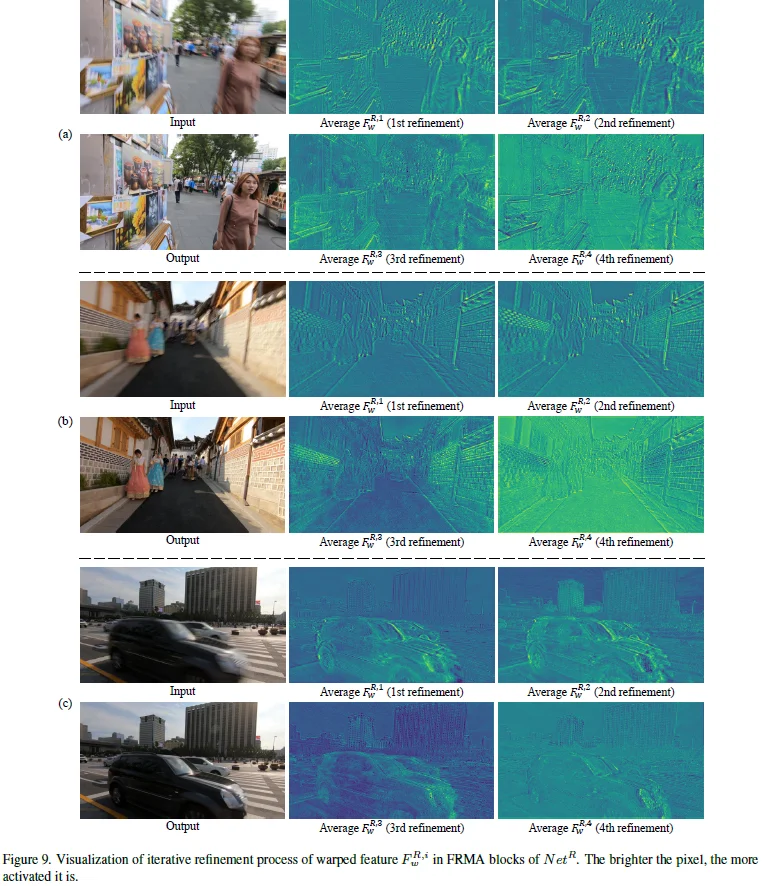 Input
Average F_w^{R,1} (1st refinement)
Average F_w^{R,2} (2nd refinement)
(a)
Output
Average F_w^{R,3} (3rd refinement)
Average F_w^{R,4} (4th refinement)
Input
Average F_w^{R,1} (1st refinement)
Average F_w^{R,2} (2nd refinement)
(b)
Output
Average F_w^{R,3} (3rd refinement)
Average F_w^{R,4} (4th refinement)
Input
Average F_w^{R,1} (1st refinement)
Average F_w^{R,2} (2nd refinement)
(c)
Output
Average F_w^{R,3} (3rd refinement)
Average F_w^{R,4} (4th refinement)
Figure 9. Visualization of iterative refinement process of warped feature F_w^{R,i} in FRMA blocks of Net^R. The brighter the pixel, the more
activated it is.